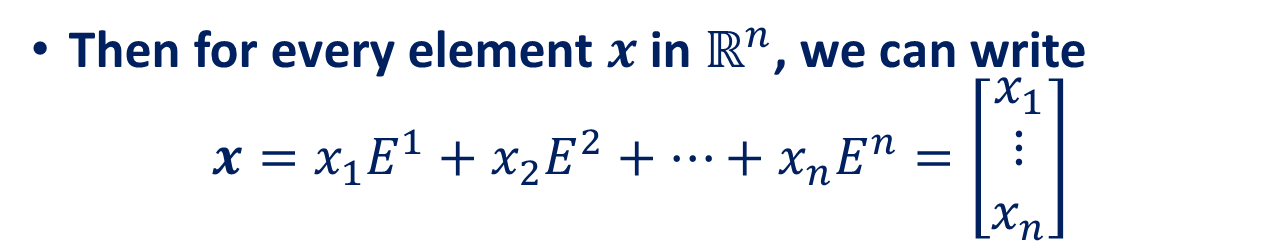 • Then for every element 𝒙 in ℝⁿ, we can write
𝒙 = x₁E¹ + x₂E² + ⋯ + xₙEⁿ = [x₁ ⋮ xₙ]